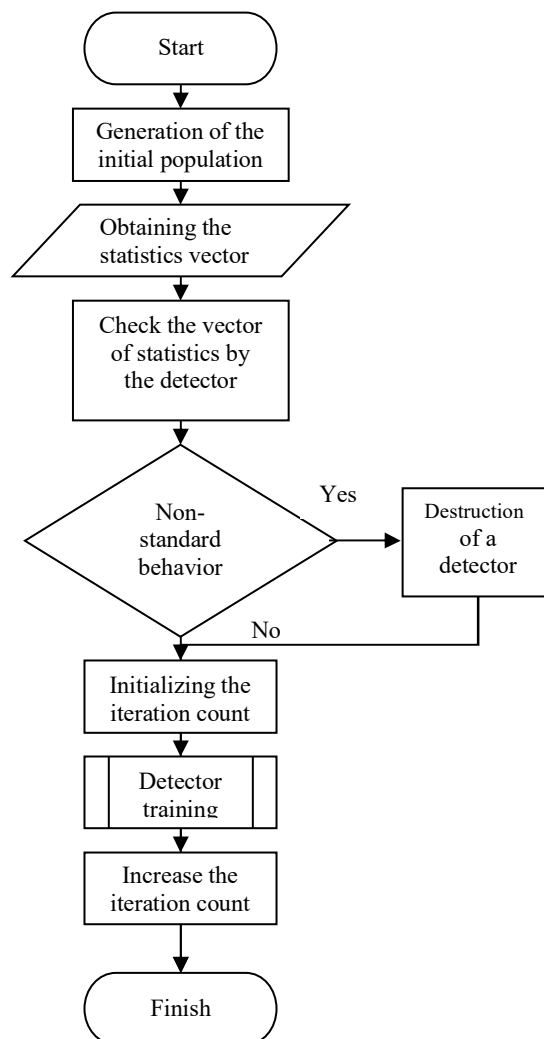 Start
Generation of the
initial population
Obtaining the
statistics vector
Check the vector
of statistics by
the detector
Non-
standard
behavior
Yes
Destruction
of a
detector
No
Initializing the
iteration count
Detector
training
Increase the
iteration count
Finish